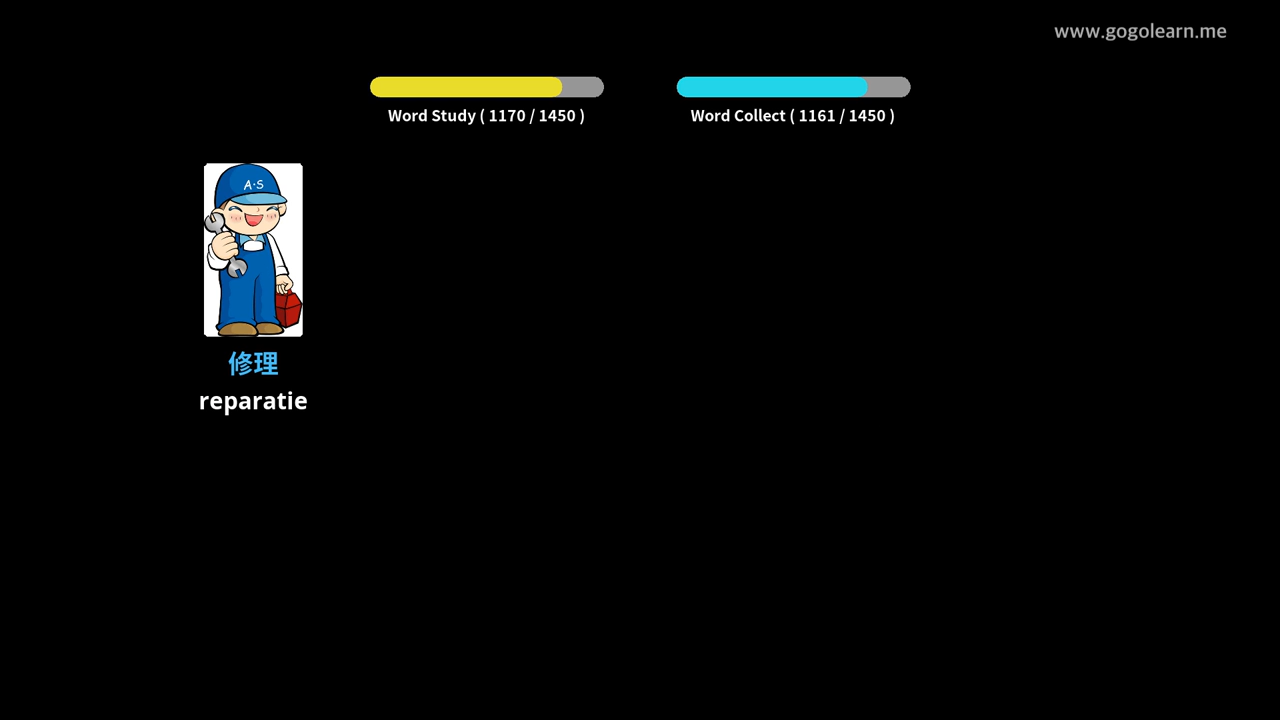 www.gogolearn.me
Word Study ( 1170 / 1450 )
Word Collect ( 1161 / 1450 )
A·S
修理
reparatie